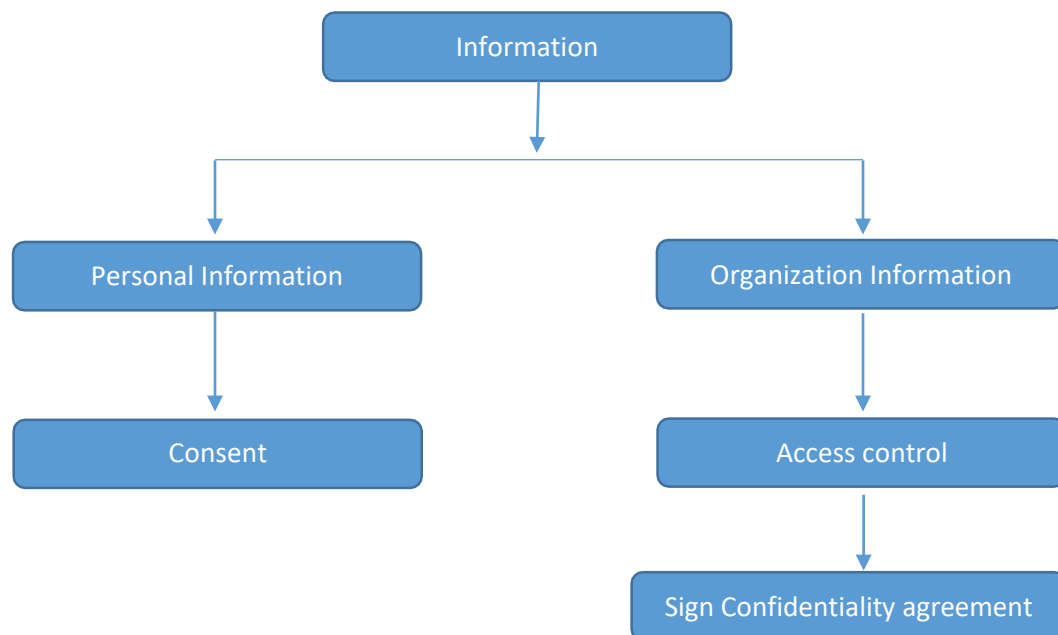 Information
Personal Information
Organization Information
Consent
Access control
Sign Confidentiality agreement